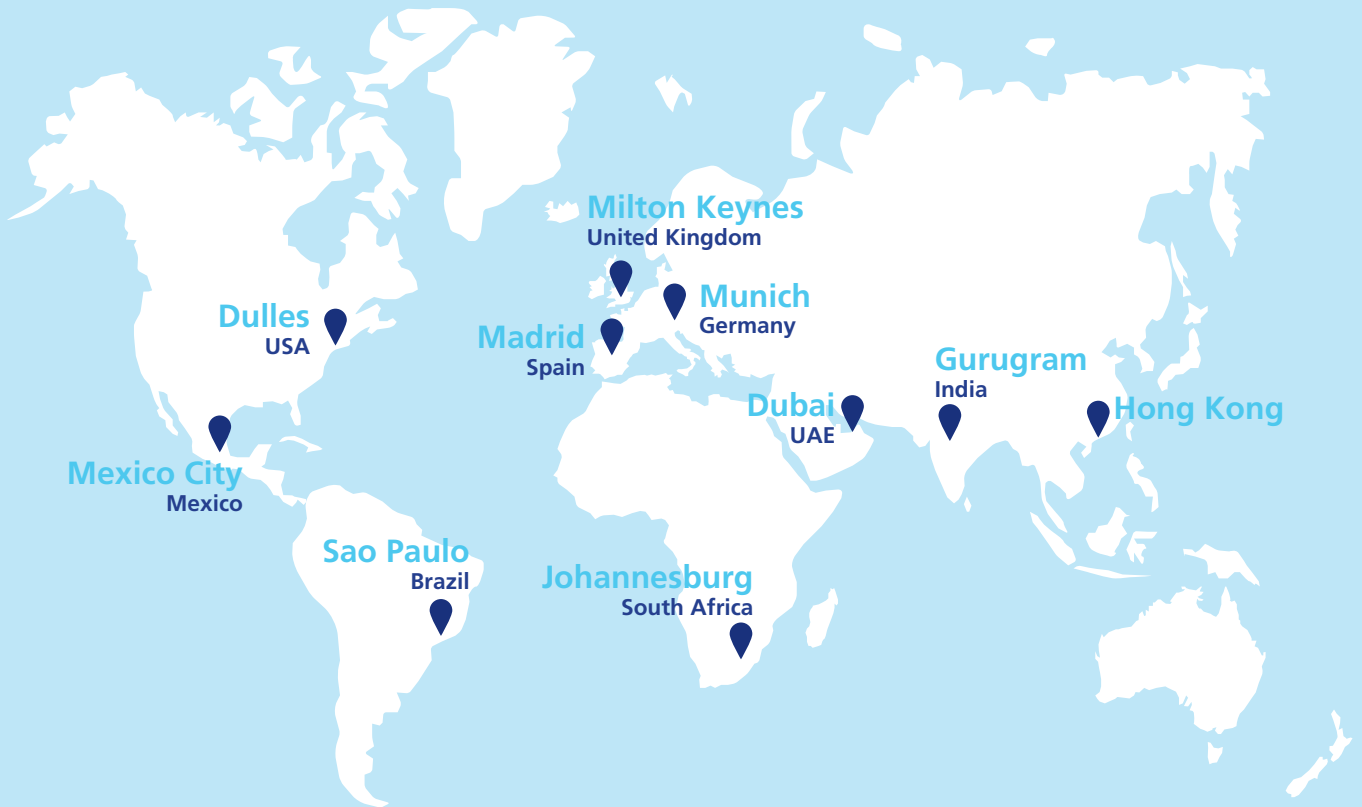 Milton Keynes
United Kingdom
Munich
Germany
Dulles
USA
Madrid
Spain
Gurugram
India
Dubai
UAE
Hong Kong
Mexico City
Mexico
Sao Paulo
Brazil
Johannesburg
South Africa